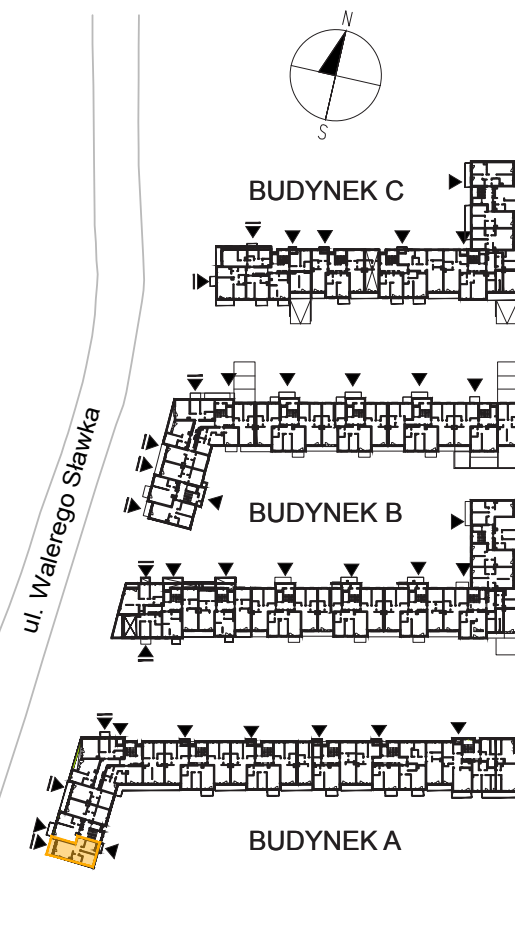 N
S
BUDYNEK C
ul. Walerego Sławka
BUDYNEK B
BUDYNEK A